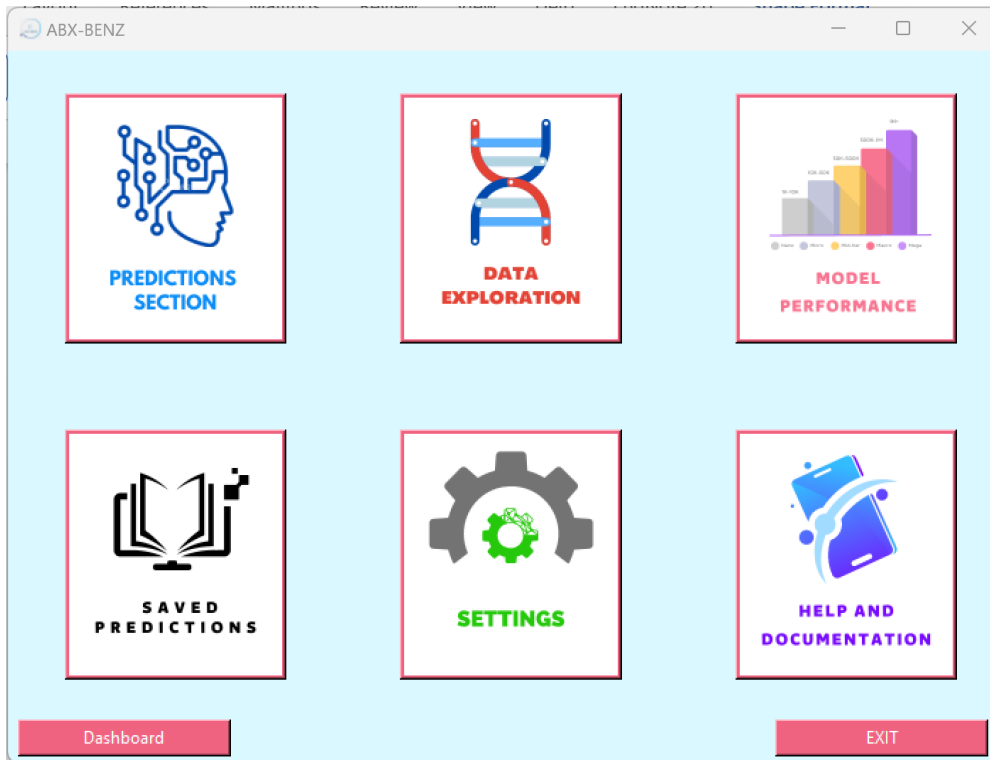 ABX-BENZ
PREDICTIONS
SECTION
DATA
EXPLORATION
MODEL
PERFORMANCE
SAVED
PREDICTIONS
SETTINGS
HELP AND
DOCUMENTATION
Dashboard
EXIT